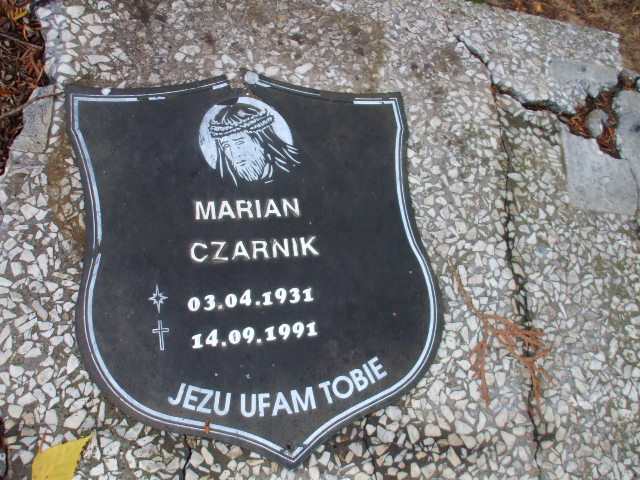 MARIAN
CZARNIK
03.04.1931
14.09.1991
JEZU UFAM TOBIE